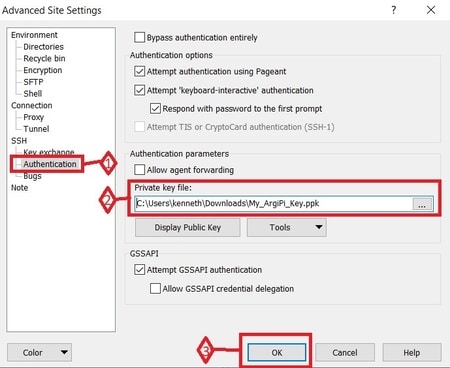 Advanced Site Settings
?
Environment
Directories
Recycle bin
Encryption
SFTP
Shell
Connection
Proxy
Tunnel
SSH
Key exchange
Authentication
Bugs
Note
1
Bypass authentication entirely
Authentication options
Attempt authentication using Pageant
Attempt 'keyboard-interactive' authentication
Respond with password to the first prompt
Attempt TIS or CryptoCard authentication (SSH-1)
Authentication parameters
Allow agent forwarding
2
Private key file:
C:\Users\kenneth\Downloads\My_ArgiPi_Key.ppk ...
Display Public Key Tools
GSSAPI
Attempt GSSAPI authentication
Allow GSSAPI credential delegation
Color 3 OK Cancel Help